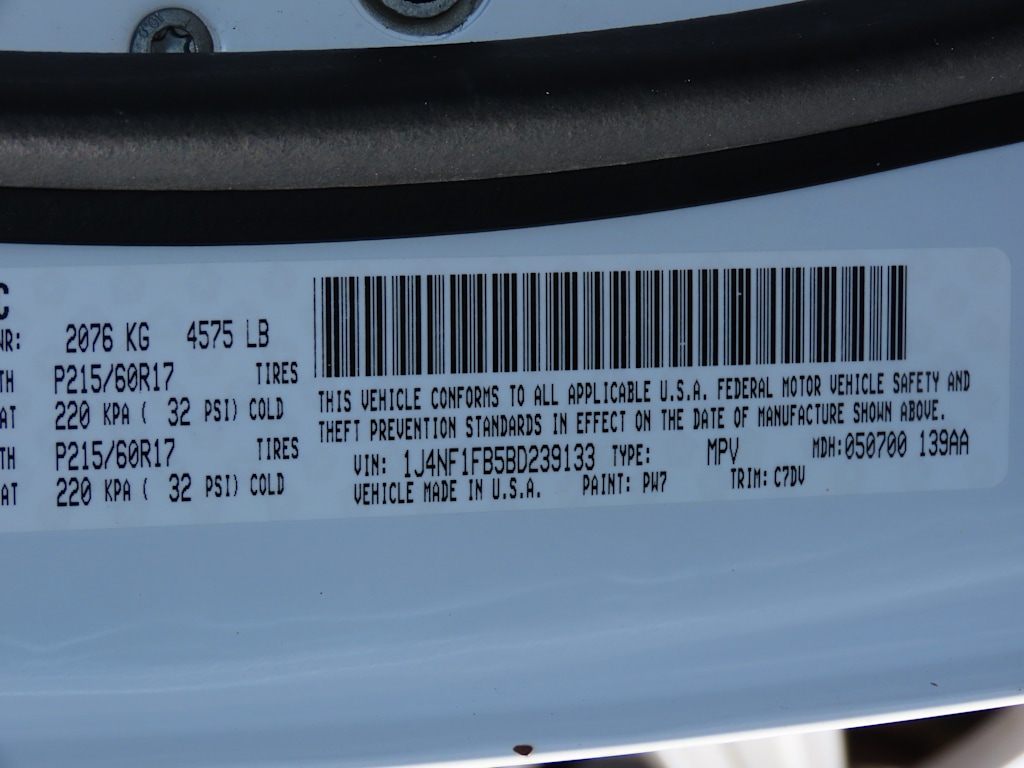 C
WR: 2076 KG 4575 LB
TH P215/60R17 TIRES
AT 220 KPA ( 32 PSI) COLD
TH P215/60R17 TIRES
AT 220 KPA ( 32 PSI) COLD
THIS VEHICLE CONFORMS TO ALL APPLICABLE U.S.A. FEDERAL MOTOR VEHICLE SAFETY AND
THEFT PREVENTION STANDARDS IN EFFECT ON THE DATE OF MANUFACTURE SHOWN ABOVE.
VIN: 1J4NF1FB5BD239133 TYPE: MPV MDH:050700 139AA
VEHICLE MADE IN U.S.A. PAINT: PW7 TRIM: C7DV